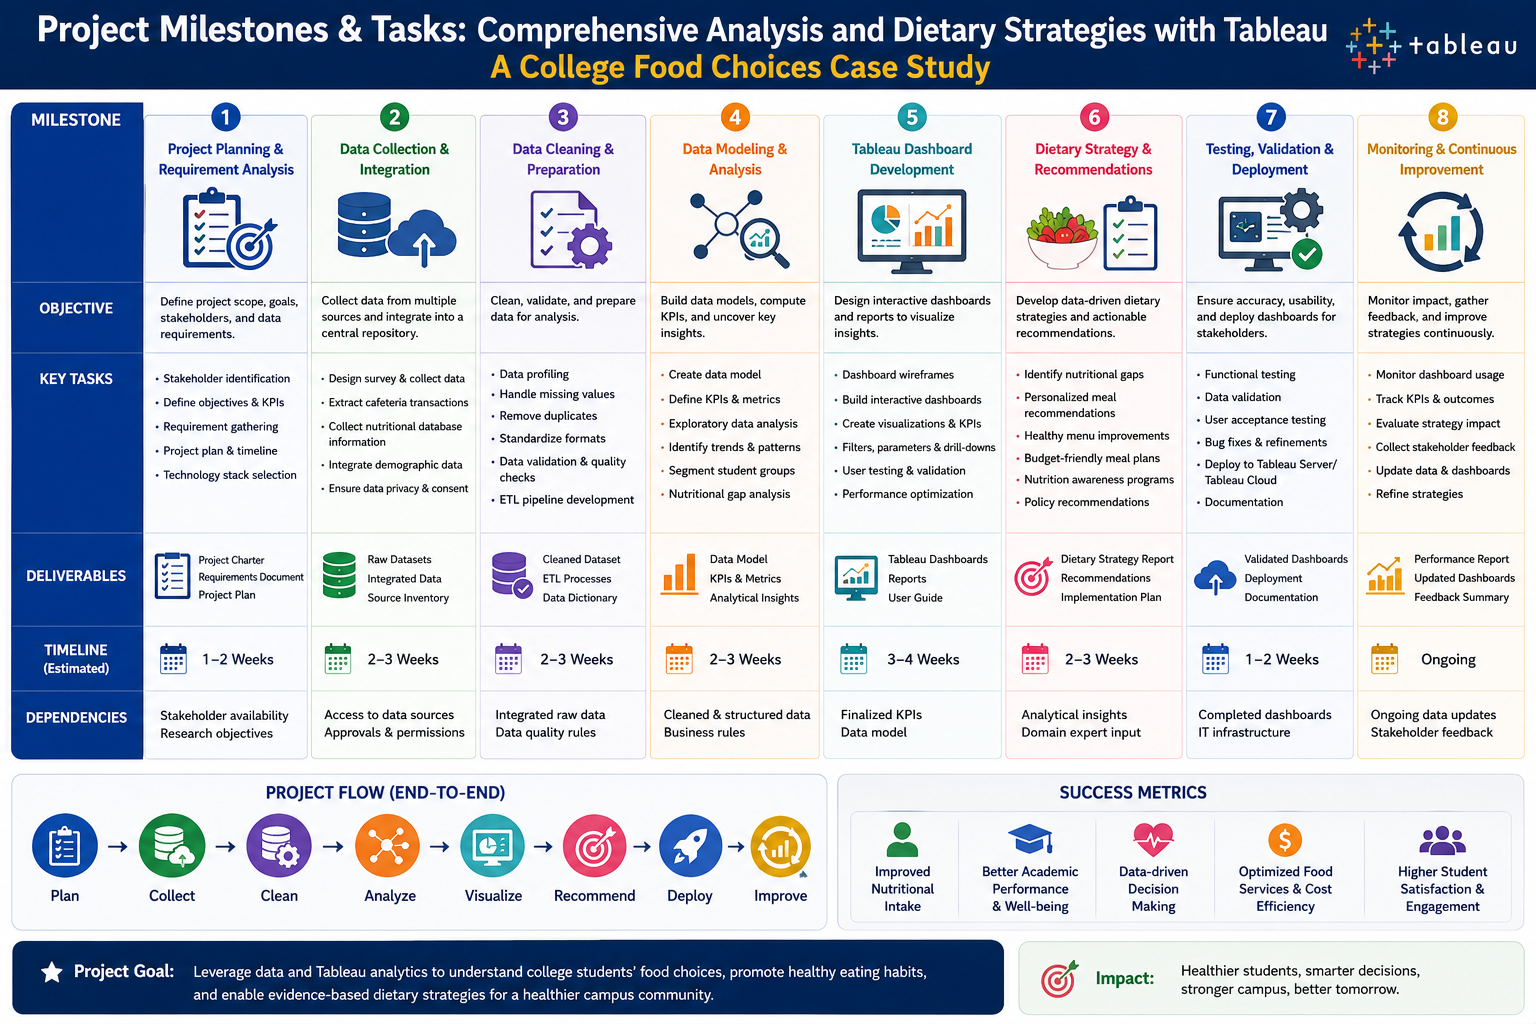 Project Milestones & Tasks: Comprehensive Analysis and Dietary Strategies with Tableau
A College Food Choices Case Study
tableau
MILESTONE
1
Project Planning &
Requirement Analysis
2
Data Collection &
Integration
3
Data Cleaning &
Preparation
4
Data Modeling &
Analysis
5
Tableau Dashboard
Development
6
Dietary Strategy &
Recommendations
7
Testing, Validation &
Deployment
8
Monitoring & Continuous
Improvement
OBJECTIVE
Define project scope, goals,
stakeholders, and data
requirements.
Collect data from multiple
sources and integrate into a
central repository.
Clean, validate, and prepare
data for analysis.
Build data models, compute
KPIs, and uncover key
insights.
Design interactive dashboards
and reports to visualize
insights.
Develop data-driven dietary
strategies and actionable
recommendations.
Ensure accuracy, usability,
and deploy dashboards for
stakeholders.
Monitor impact, gather
feedback, and improve
strategies continuously.
KEY TASKS
• Stakeholder identification
• Define objectives & KPIs
• Requirement gathering
• Project plan & timeline
• Technology stack selection
• Design survey & collect data
• Extract cafeteria transactions
• Collect nutritional database
information
• Integrate demographic data
• Ensure data privacy & consent
• Data profiling
• Handle missing values
• Remove duplicates
• Standardize formats
• Data validation & quality
checks
• ETL pipeline development
• Create data model
• Define KPIs & metrics
• Exploratory data analysis
• Identify trends & patterns
• Segment student groups
• Nutritional gap analysis
• Dashboard wireframes
• Build interactive dashboards
• Create visualizations & KPIs
• Filters, parameters & drill-downs
• User testing & validation
• Performance optimization
• Identify nutritional gaps
• Personalized meal
recommendations
• Healthy menu improvements
• Budget-friendly meal plans
• Nutrition awareness programs
• Policy recommendations
• Functional testing
• Data validation
• User acceptance testing
• Bug fixes & refinements
• Deploy to Tableau Server/
Tableau Cloud
• Documentation
• Monitor dashboard usage
• Track KPIs & outcomes
• Evaluate strategy impact
• Collect stakeholder feedback
• Update data & dashboards
• Refine strategies
DELIVERABLES
Project Charter
Requirements Document
Project Plan
Raw Datasets
Integrated Data
Source Inventory
Cleaned Dataset
ETL Processes
Data Dictionary
Data Model
KPIs & Metrics
Analytical Insights
Tableau Dashboards
Reports
User Guide
Dietary Strategy Report
Recommendations
Implementation Plan
Validated Dashboards
Deployment
Documentation
Performance Report
Updated Dashboards
Feedback Summary
TIMELINE
(Estimated)
1–2 Weeks
2–3 Weeks
2–3 Weeks
2–3 Weeks
3–4 Weeks
2–3 Weeks
1–2 Weeks
Ongoing
DEPENDENCIES
Stakeholder availability
Research objectives
Access to data sources
Approvals & permissions
Integrated raw data
Data quality rules
Cleaned & structured data
Business rules
Finalized KPIs
Data model
Analytical insights
Domain expert input
Completed dashboards
IT infrastructure
Ongoing data updates
Stakeholder feedback
PROJECT FLOW (END-TO-END)
Plan
Collect
Clean
Analyze
Visualize
Recommend
Deploy
Improve
SUCCESS METRICS
Improved
Nutritional
Intake
Better Academic
Performance
& Well-being
Data-driven
Decision
Making
$
Optimized Food
Services & Cost
Efficiency
Higher Student
Satisfaction &
Engagement
Project Goal: Leverage data and Tableau analytics to understand college students' food choices, promote healthy eating habits,
and enable evidence-based dietary strategies for a healthier campus community.
Impact: Healthier students, smarter decisions,
stronger campus, better tomorrow.